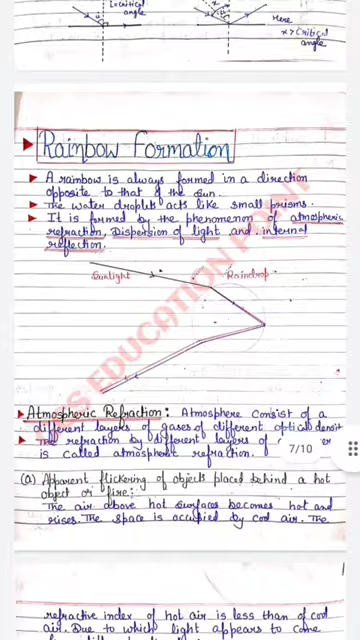 i=critical
angle
Here
x > Critical
angle
Rainbow Formation
A rainbow is always formed in a direction
opposite to that of the sun.
The water droplets acts like small prisms.
It is formed by the phenomenon of atmospheric
refraction, Dispersion of light and internal
reflection.
Sunlight
Raindrop
Atmospheric Refraction: Atmosphere consist of a
different layers of gases of different optical densit
The refraction by different layers of
is called atmospheric refraction.
7/10
(a) Apparent flickering of objects placed behind a hot
object or fire:
The air above hot surfaces becomes hot and
rises. The space is occupied by cool air. The
refractive index of hot air is less than of cool
air. Due to which light appears to come
EDUCATION POINT